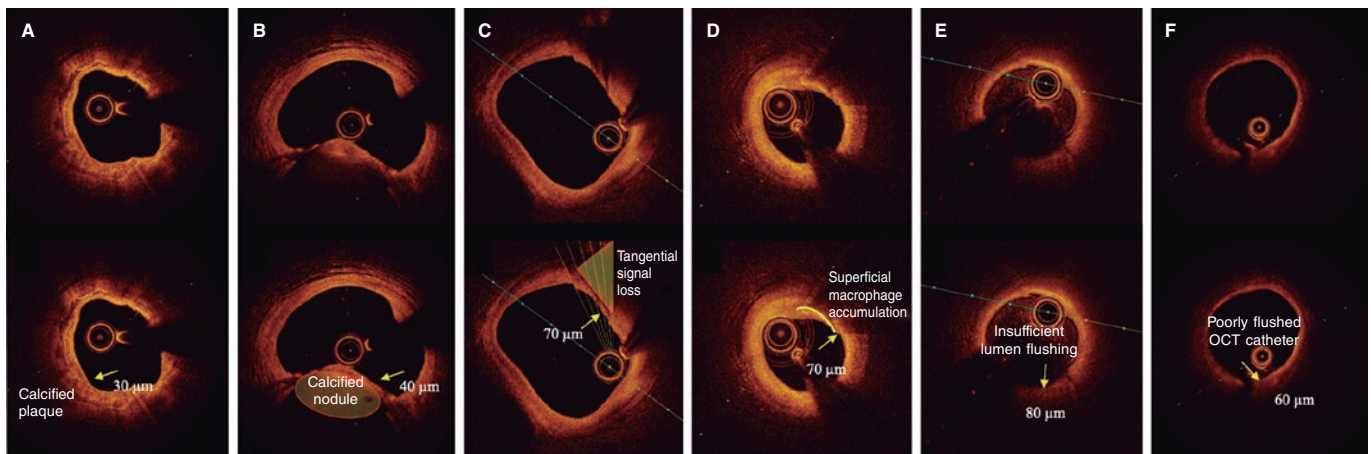 A
B
C
D
E
F
30 µm
Calcified
plaque
Calcified
nodule
40 µm
Tangential
signal
loss
70 µm
Superficial
macrophage
accumulation
70 µm
Insufficient
lumen flushing
80 µm
Poorly flushed
OCT catheter
60 µm